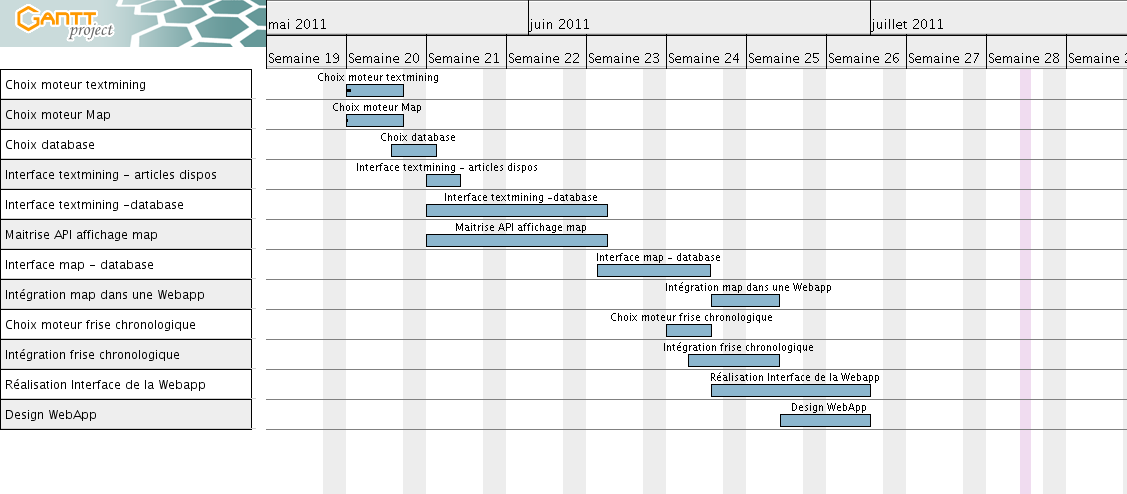 GANTT
project
mai 2011
juin 2011
juillet 2011
Semaine 19
Semaine 20
Semaine 21
Semaine 22
Semaine 23
Semaine 24
Semaine 25
Semaine 26
Semaine 27
Semaine 28
Semaine 2
Choix moteur textmining
Choix moteur textmining
Choix moteur Map
Choix moteur Map
Choix database
Choix database
Interface textmining - articles dispos
Interface textmining - articles dispos
Interface textmining -database
Interface textmining -database
Maitrise API affichage map
Maitrise API affichage map
Interface map - database
Interface map - database
Intégration map dans une Webapp
Intégration map dans une Webapp
Choix moteur frise chronologique
Choix moteur frise chronologique
Intégration frise chronologique
Intégration frise chronologique
Réalisation Interface de la Webapp
Réalisation Interface de la Webapp
Design WebApp
Design WebApp